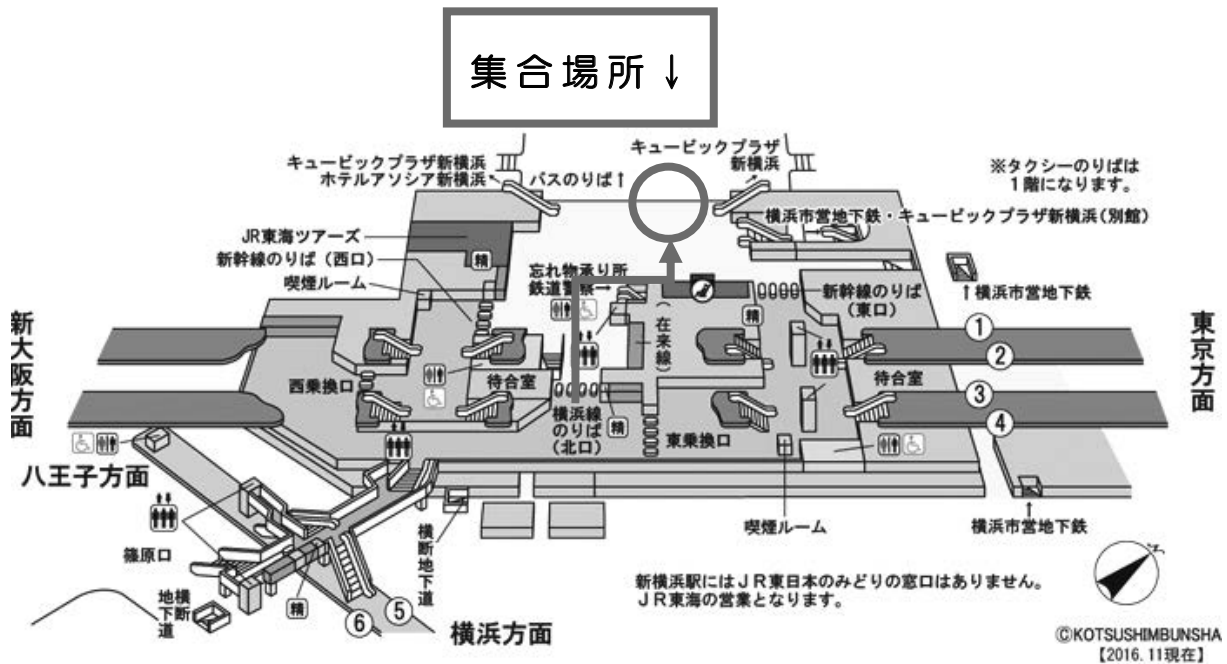 集合場所↓
キュービックプラザ新横浜
ホテルアソシア新横浜
バスのりば↑
キュービックプラザ
新横浜
※タクシーのりばは
1階になります。
横浜市営地下鉄・キュービックプラザ新横浜(別館)
JR東海ツアーズ
新幹線のりば(西口)
喫煙ルーム
精
忘れ物承り所
鉄道警察→
(在来線)
精
新幹線のりば
(東口)
↑横浜市営地下鉄
新大阪方面
東京方面
①
②
③
④
西乗換口
待合室
待合室
横浜線
のりば
(北口)
精
東乗換口
八王子方面
篠原口
横断地下道
横断地下道
精
⑤
⑥
横浜方面
喫煙ルーム
横浜市営地下鉄
新横浜駅にはJR東日本のみどりの窓口はありません。
JR東海の営業となります。
©KOTSUSHIMBUNSHA
【2016.11現在】